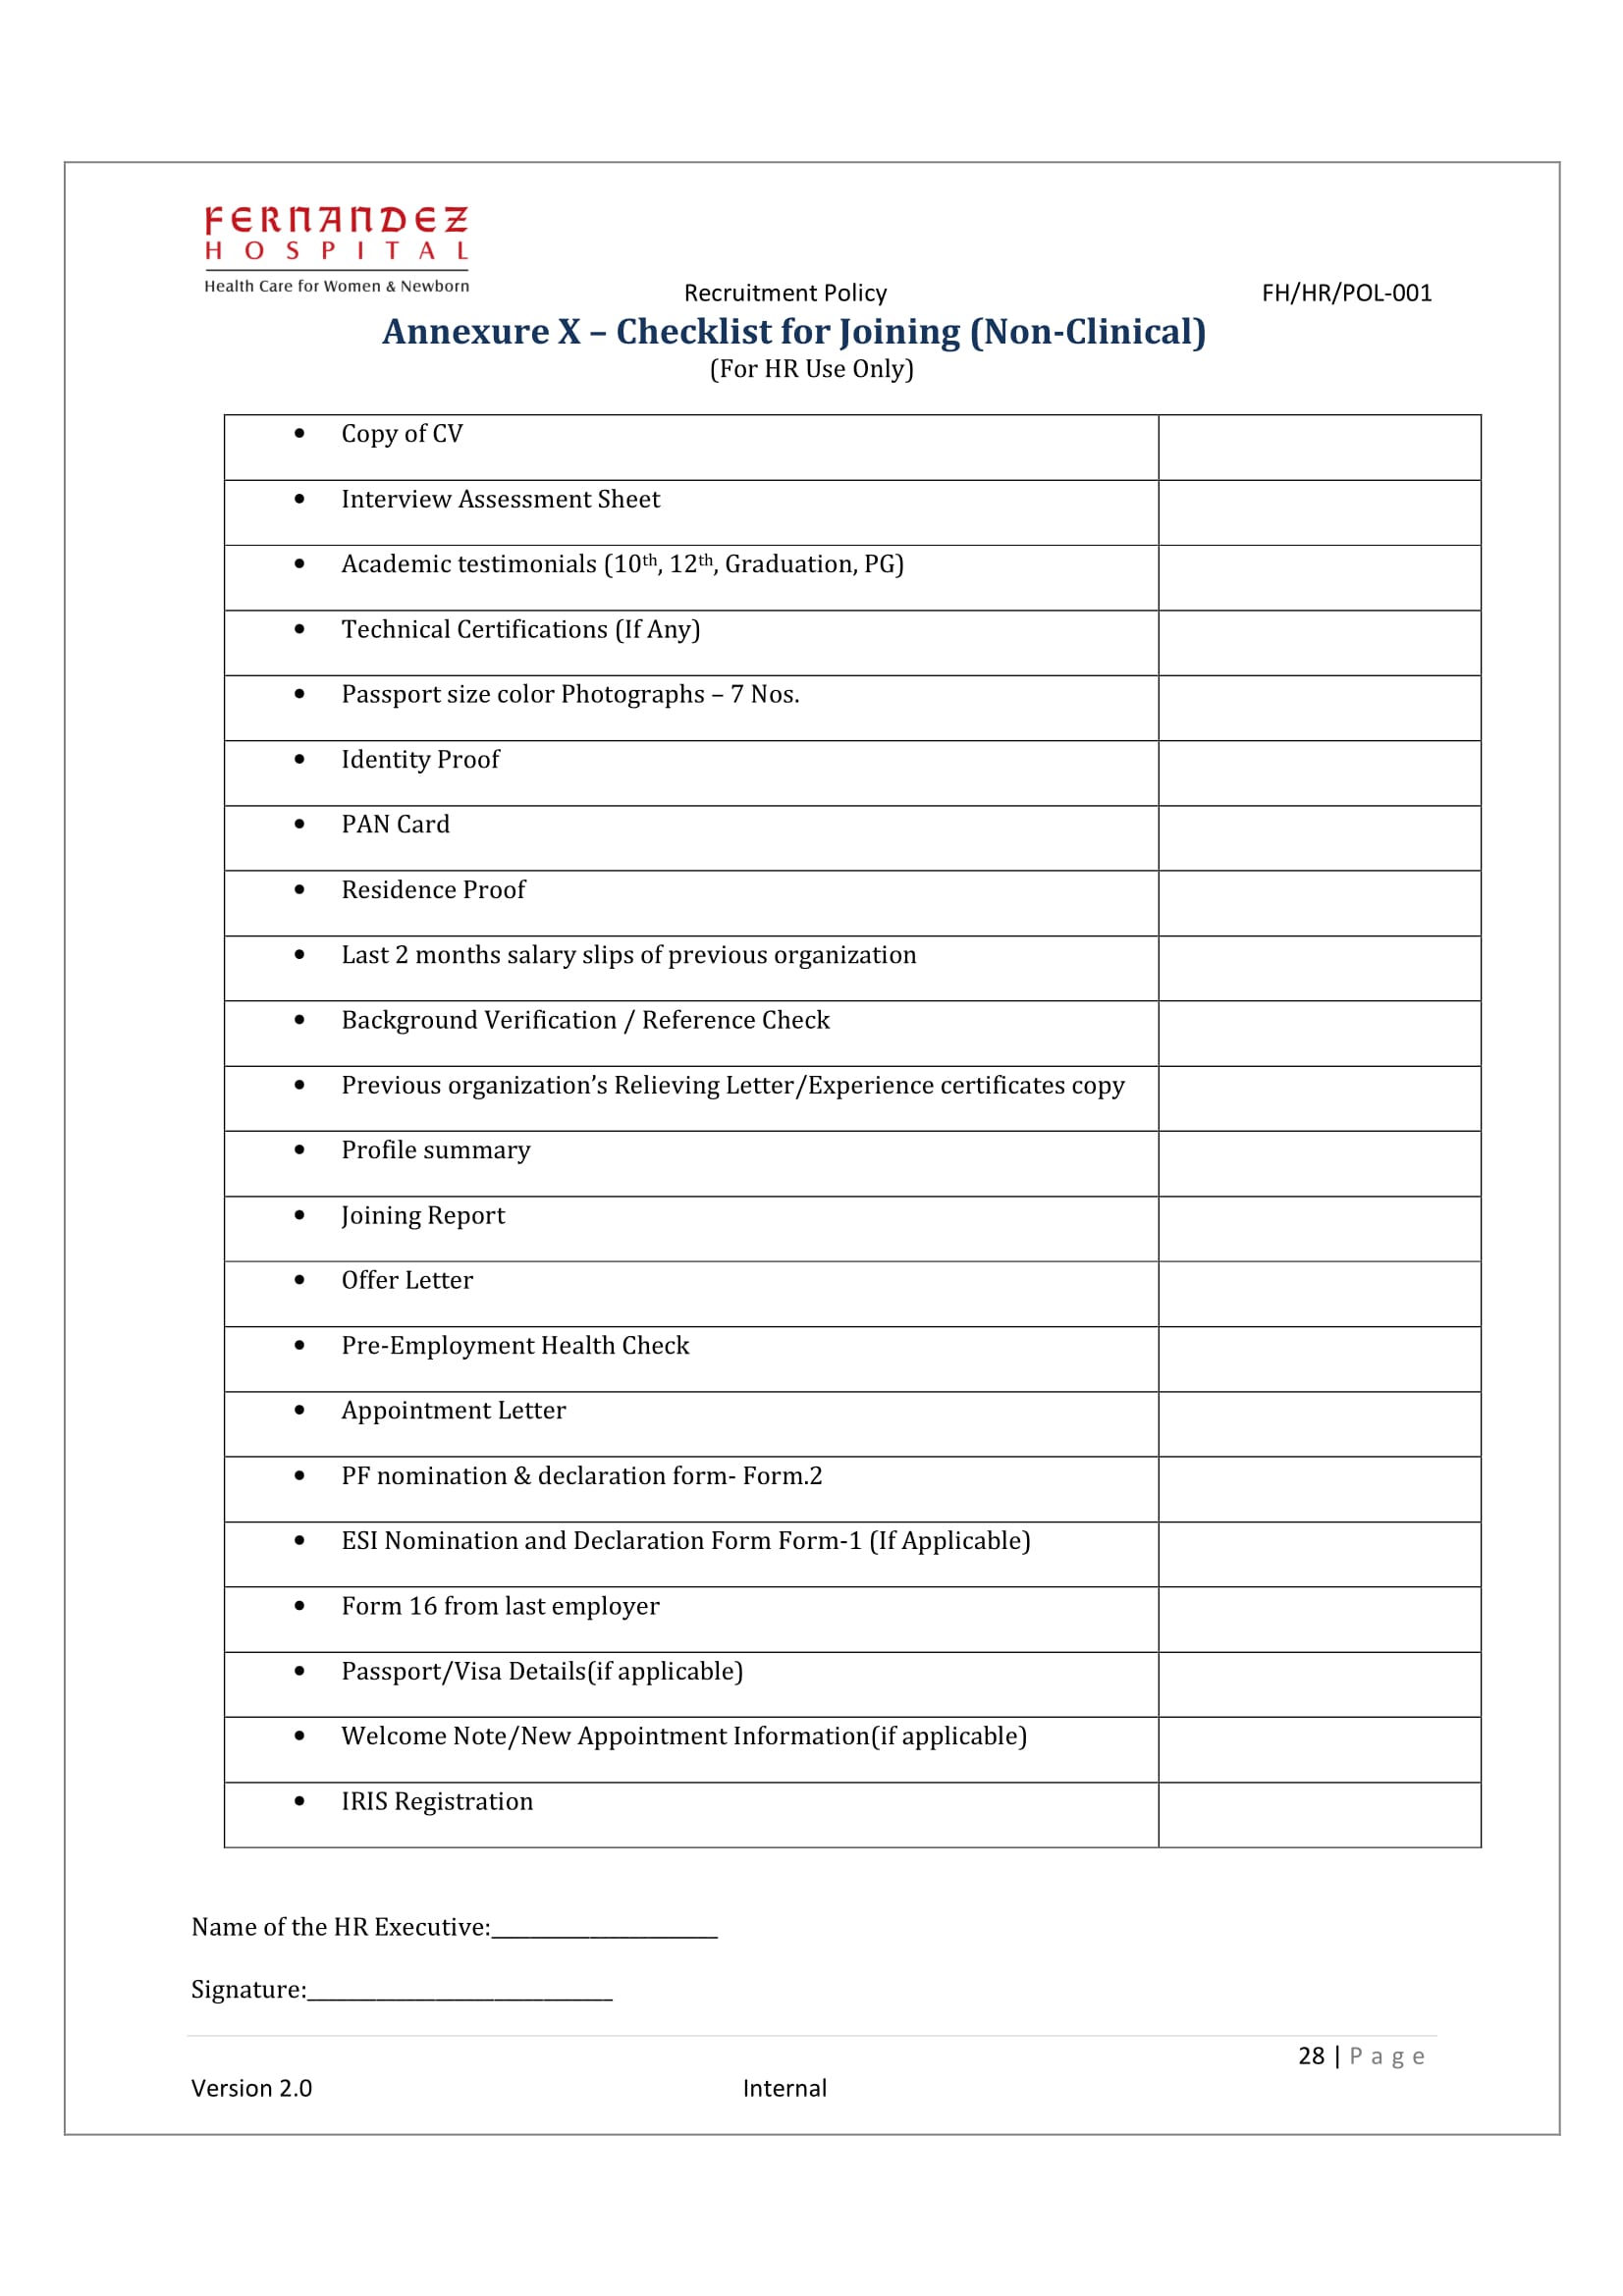 FERNANDEZ
HOSPITAL
Health Care for Women & Newborn
Recruitment Policy FH/HR/POL-001
Annexure X – Checklist for Joining (Non-Clinical)
(For HR Use Only)
• Copy of CV
• Interview Assessment Sheet
• Academic testimonials (10th, 12th, Graduation, PG)
• Technical Certifications (If Any)
• Passport size color Photographs – 7 Nos.
• Identity Proof
• PAN Card
• Residence Proof
• Last 2 months salary slips of previous organization
• Background Verification / Reference Check
• Previous organization’s Relieving Letter/Experience certificates copy
• Profile summary
• Joining Report
• Offer Letter
• Pre-Employment Health Check
• Appointment Letter
• PF nomination & declaration form- Form.2
• ESI Nomination and Declaration Form Form-1 (If Applicable)
• Form 16 from last employer
• Passport/Visa Details(if applicable)
• Welcome Note/New Appointment Information(if applicable)
• IRIS Registration
Name of the HR Executive:__________________
Signature:________________________
28 | Page
Version 2.0 Internal